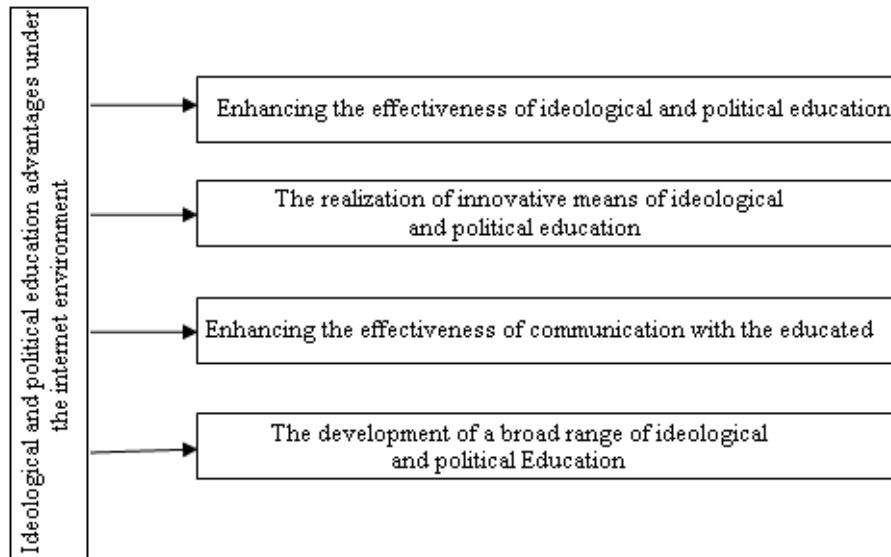 Ideological and political education advantages under
the internet environment
Enhancing the effectiveness of ideological and political education
The realization of innovative means of ideological
and political education
Enhancing the effectiveness of communication with the educated
The development of a broad range of ideological
and political Education